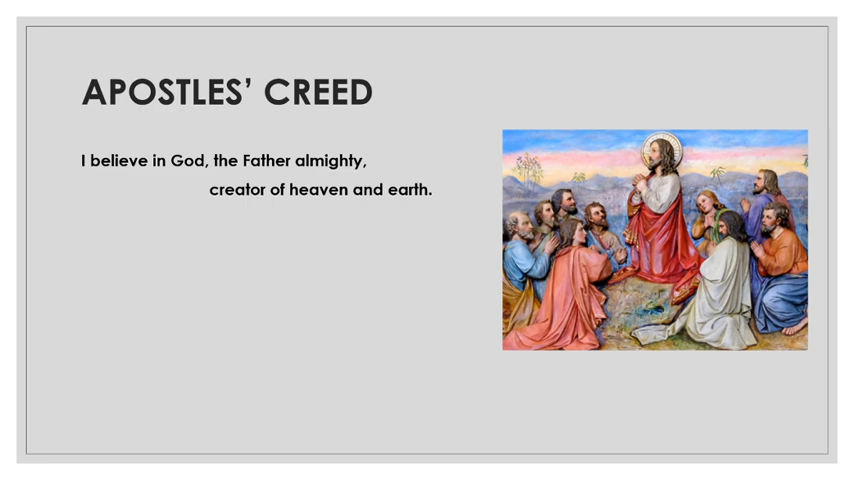 APOSTLES’ CREED
I believe in God, the Father almighty,
creator of heaven and earth.